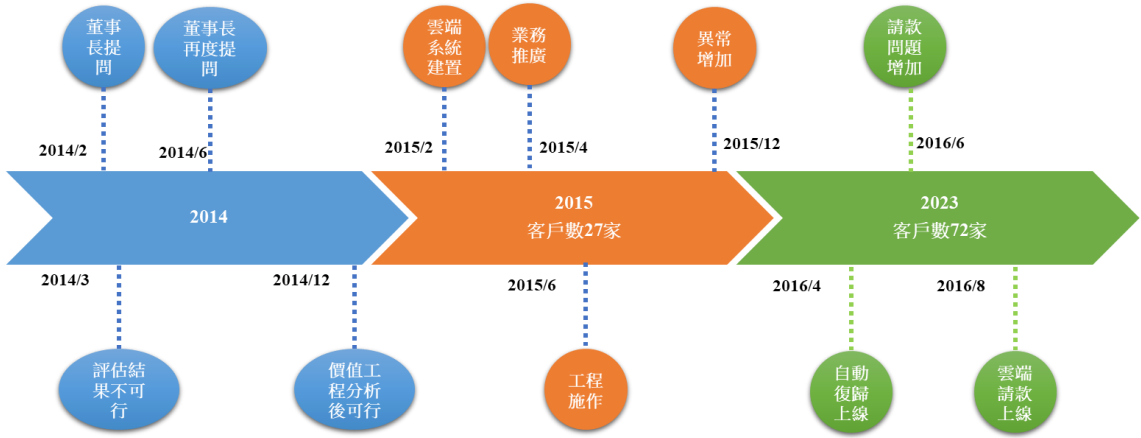 董事
長提
問
董事長
再度提
問
雲端
系統
建置
業務
推廣
異常
增加
請款
問題
增加
2014/2
2014/6
2015/2
2015/4
2015/12
2016/6
2014
2015
客戶數27家
2023
客戶數72家
2014/3
2014/12
2015/6
2016/4
2016/8
評估結
果不可
行
價值工
程分析
後可行
工程
施作
自動
復歸
上線
雲端
請款
上線